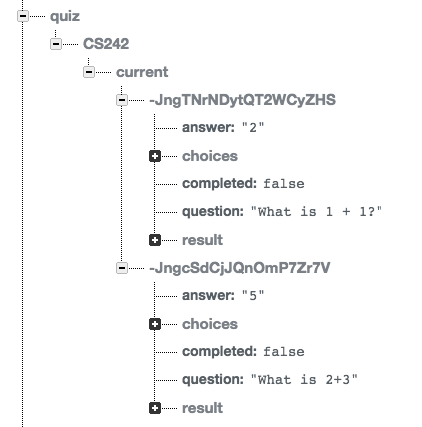 quiz
CS242
current
-JngTNrNDytQT2WCyZHS
answer: "2"
choices
completed: false
question: "What is 1 + 1?"
result
-JngcSdCjJQnOmP7Zr7V
answer: "5"
choices
completed: false
question: "What is 2+3"
result